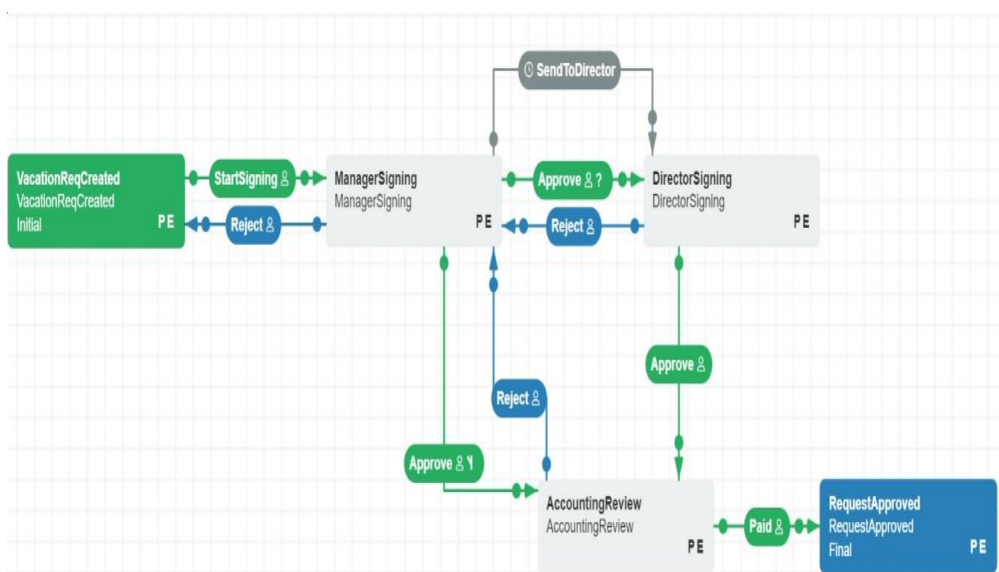 SendToDirector
VacationReqCreated
VacationReqCreated
Initial
PE
StartSigning
Reject
ManagerSigning
ManagerSigning
PE
Approve ?
Reject
DirectorSigning
DirectorSigning
PE
Approve
Reject
Approve
AccountingReview
AccountingReview
PE
Paid
RequestApproved
RequestApproved
Final
PE